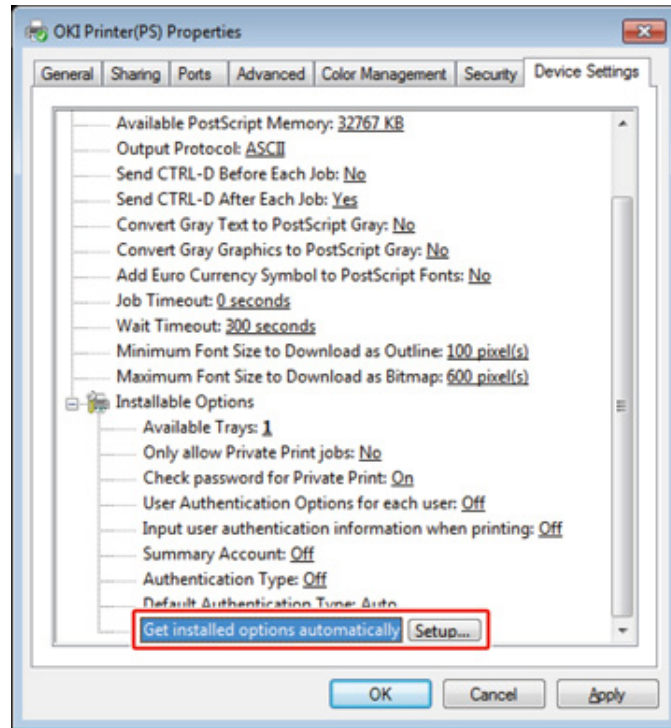 OKI Printer(PS) Properties
General Sharing Ports Advanced Color Management Security Device Settings
Available PostScript Memory: 32767 KB
Output Protocol: ASCII
Send CTRL-D Before Each Job: No
Send CTRL-D After Each Job: Yes
Convert Gray Text to PostScript Gray: No
Convert Gray Graphics to PostScript Gray: No
Add Euro Currency Symbol to PostScript Fonts: No
Job Timeout: 0 seconds
Wait Timeout: 300 seconds
Minimum Font Size to Download as Outline: 100 pixel(s)
Maximum Font Size to Download as Bitmap: 600 pixel(s)
Installable Options
Available Trays: 1
Only allow Private Print jobs: No
Check password for Private Print: On
User Authentication Options for each user: Off
Input user authentication information when printing: Off
Summary Account: Off
Authentication Type: Off
Default Authentication Type: Auto
Get installed options automatically Setup...
OK Cancel Apply